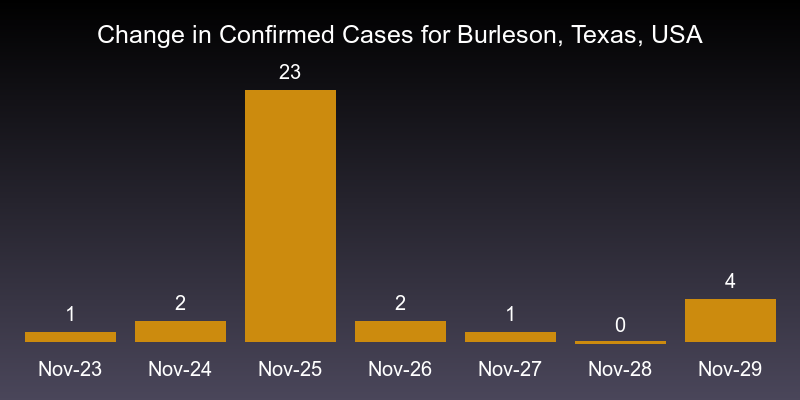 Change in Confirmed Cases for Burleson, Texas, USA
23
1
2
2
1
0
4
Nov-23
Nov-24
Nov-25
Nov-26
Nov-27
Nov-28
Nov-29